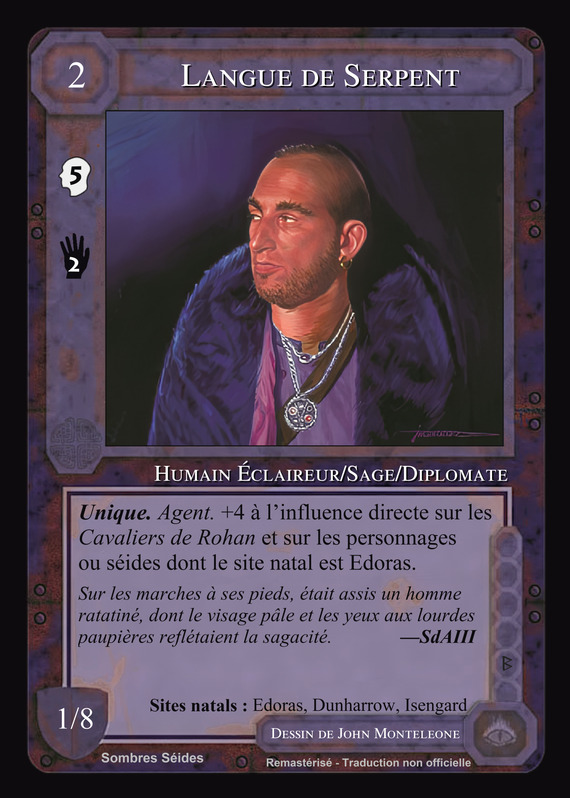 2
LANGUE DE SERPENT
5
2
HUMAIN ÉCLAIREUR/SAGE/DIPLOMATE
Unique. Agent. +4 à l’influence directe sur les
Cavaliers de Rohan et sur les personnages
ou séides dont le site natal est Edoras.
Sur les marches à ses pieds, était assis un homme
ratatiné, dont le visage pâle et les yeux aux lourdes
paupières reflétaient la sagacité. —SdAIII
Sites natals : Edoras, Dunharrow, Isengard
1/8
DESSIN DE JOHN MONTELEONE
Sombres Séides
Remastérisé - Traduction non officielle